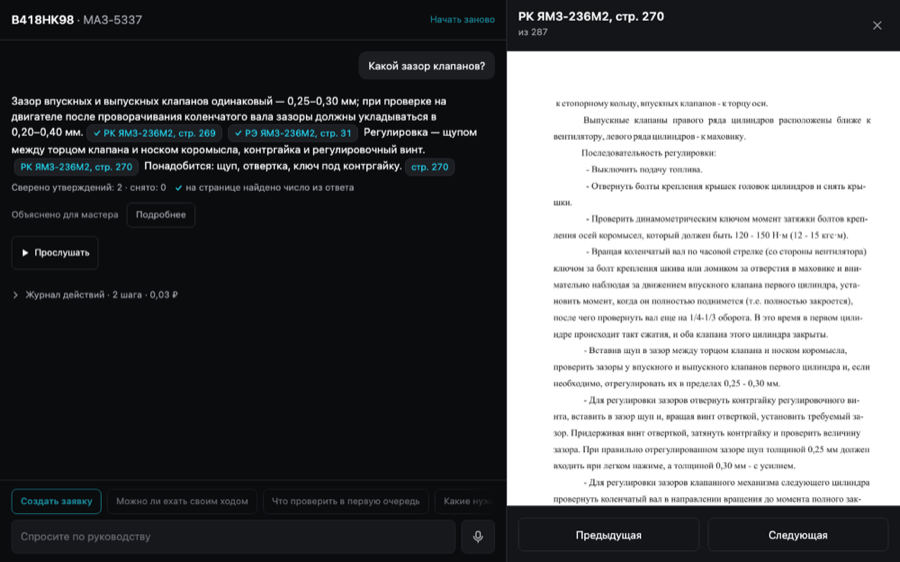 В418НК98 · МАЗ-5337
Начать заново
Какой зазор клапанов?
Зазор впускных и выпускных клапанов одинаковый — 0,25–0,30 мм; при проверке на
двигателе после проворачивания коленчатого вала зазоры должны укладываться в
0,20–0,40 мм. ✓ РК ЯМЗ-236М2, стр. 269 ✓ РЭ ЯМЗ-236М2, стр. 31 Регулировка — щупом
между торцом клапана и носком коромысла, контргайка и регулировочный винт.
РК ЯМЗ-236М2, стр. 270 Понадобится: щуп, отвертка, ключ под контргайку. стр. 270
Сверено утверждений: 2 · снято: 0 ✓ на странице найдено число из ответа
Объяснено для мастера Подробнее
Прослушать
Журнал действий · 2 шага · 0,03 ₽
Создать заявку
Можно ли ехать своим ходом
Что проверить в первую очередь
Какие нуж
Спросите по руководству
РК ЯМЗ-236М2, стр. 270
из 287
к стопорному кольцу, впускных клапанов - к торцу оси.
Выпускные клапаны правого ряда цилиндров расположены ближе к
вентилятору, левого ряда цилиндров - к маховику.
Последовательность регулировки:
- Выключить подачу топлива.
- Отвернуть болты крепления крышек головок цилиндров и снять кры-
шки.
- Проверить динамометрическим ключом момент затяжки болтов креп-
ления осей коромысел, который должен быть 120 - 150 Н·м (12 - 15 кгс·м).
- Вращая коленчатый вал по часовой стрелке (со стороны вентилятора)
ключом за болт крепления шкива или ломиком за отверстия в маховике и вни-
мательно наблюдая за движением впускного клапана первого цилиндра, уста-
новить момент, когда он полностью поднимется (т.е. полностью закроется),
после чего провернуть вал еще на 1/4-1/3 оборота. В это время в первом цили-
ндре происходит такт сжатия, и оба клапана этого цилиндра закрыты.
- Вставив щуп в зазор между торцом клапана и носком коромысла,
проверить зазоры у впускного и выпускного клапанов первого цилиндра и, если
необходимо, отрегулировать их в пределах 0,25 - 0,30 мм.
- Для регулировки зазоров отвернуть контргайку регулировочного ви-
нта, вставить в зазор щуп и, вращая винт отверткой, установить требуемый за-
зор. Придерживая винт отверткой, затянуть контргайку и проверить величину
зазора. При правильно отрегулированном зазоре щуп толщиной 0,25 мм должен
входить при легком нажиме, а толщиной 0,30 мм - с усилием.
- Для регулировки зазоров клапанного механизма следующего цилиндра
провернуть коленчатый вал в направлении вращения до момента полного зак-
Предыдущая
Следующая